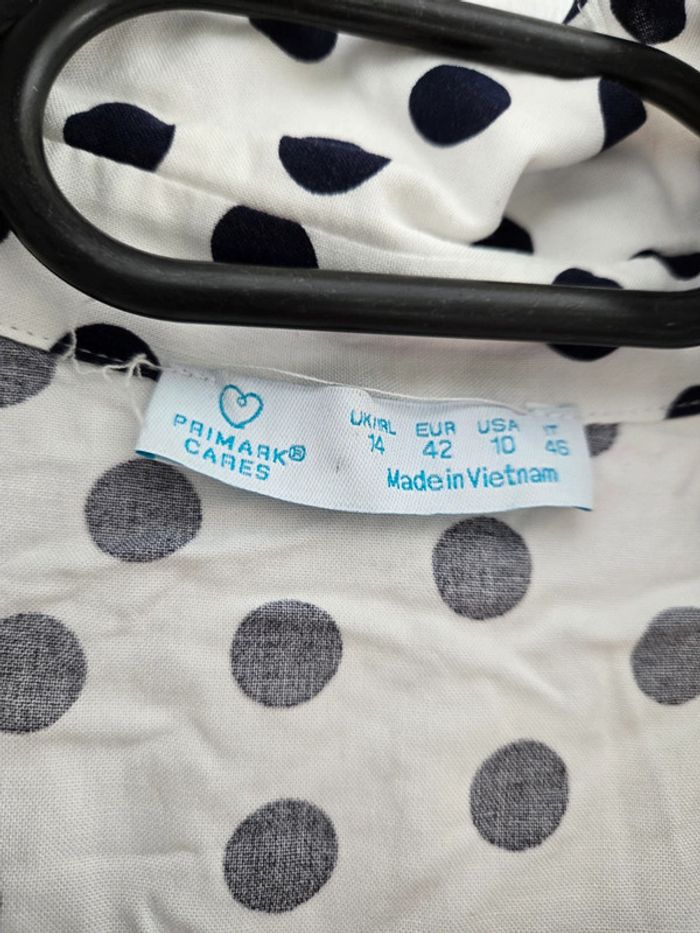 PRIMARK®
CARES
UK/IRL EUR USA IT
14 42 10 46
Made in Vietnam